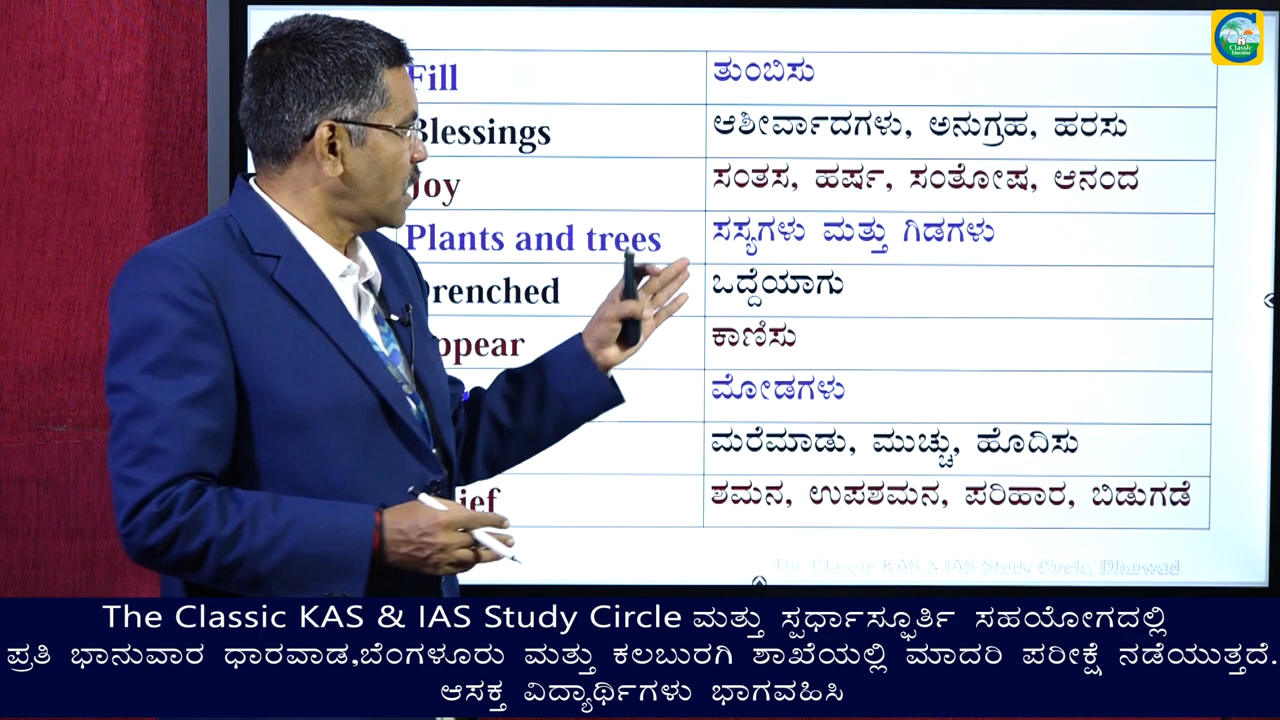 Classic
Education
Fill ತುಂಬಿಸು
Blessings ಆಶೀರ್ವಾದಗಳು, ಅನುಗ್ರಹ, ಹರಸು
Joy ಸಂತಸ, ಹರ್ಷ, ಸಂತೋಷ, ಆನಂದ
Plants and trees ಸಸ್ಯಗಳು ಮತ್ತು ಗಿಡಗಳು
Drenched ಒದ್ದೆಯಾಗು
ಕಾಣಿಸು
ಮೋಡಗಳು
ಮರೆಮಾಡು, ಮುಚ್ಚು, ಹೊದಿಸು
ಶಮನ, ಉಪಶಮನ, ಪರಿಹಾರ, ಬಿಡುಗಡೆ
The Classic KAS & IAS Study Circle, Dharwad
The Classic KAS & IAS Study Circle ಮತ್ತು ಸ್ಪರ್ಧಾಸ್ಫೂರ್ತಿ ಸಹಯೋಗದಲ್ಲಿ
ಪ್ರತಿ ಭಾನುವಾರ ಧಾರವಾಡ,ಬೆಂಗಳೂರು ಮತ್ತು ಕಲಬುರಗಿ ಶಾಖೆಯಲ್ಲಿ ಮಾದರಿ ಪರೀಕ್ಷೆ ನಡೆಯುತ್ತದೆ.
ಆಸಕ್ತ ವಿದ್ಯಾರ್ಥಿಗಳು ಭಾಗವಹಿಸಿ